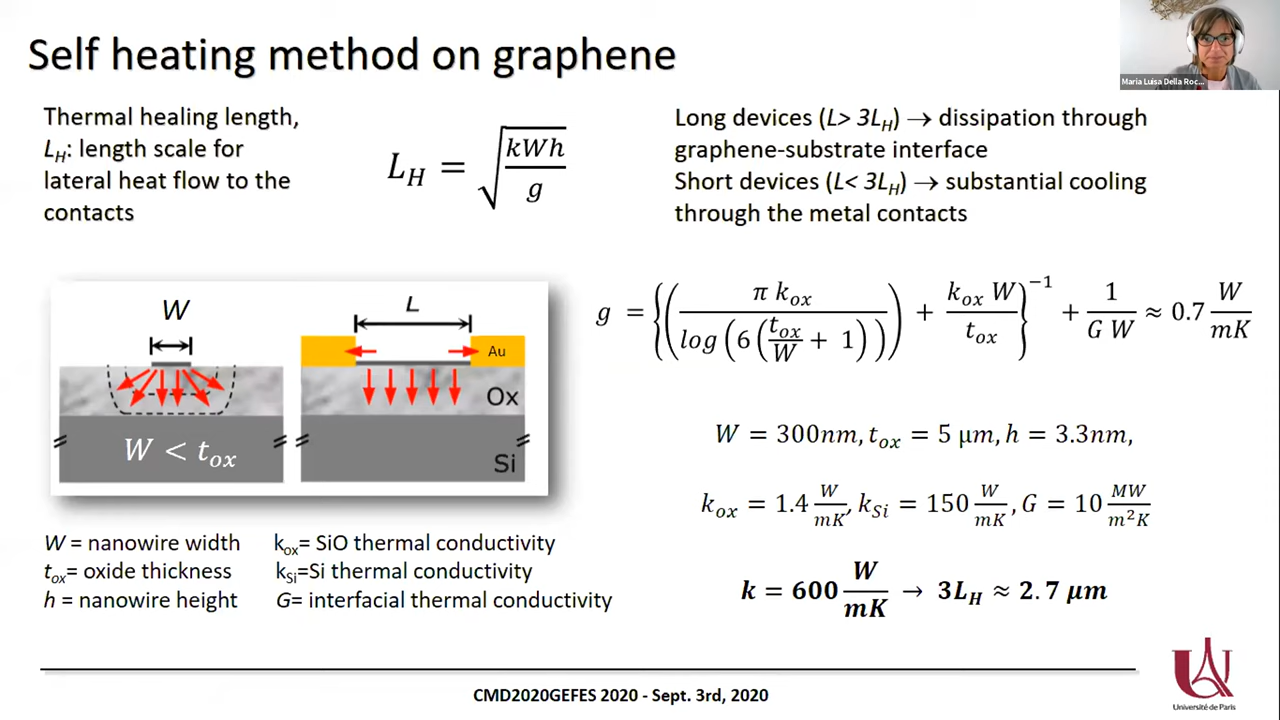 Self heating method on graphene
Maria Luisa Della Roc...
Thermal healing length,
L_H: length scale for
lateral heat flow to the
contacts
L_H = √(kWh/g)
Long devices (L> 3L_H) → dissipation through
graphene-substrate interface
Short devices (L< 3L_H) → substantial cooling
through the metal contacts
W
L
Au
Ox
W < t_ox
Si
g = {(π k_ox / log(6(t_ox/W + 1))) + k_ox W / t_ox}^−1 + 1/(G W) ≈ 0.7 W/mK
W = 300nm, t_ox = 5 μm, h = 3.3nm,
k_ox = 1.4 W/mK, k_Si = 150 W/mK, G = 10 MW/m²K
k = 600 W/mK → 3L_H ≈ 2.7 μm
W = nanowire width
t_ox= oxide thickness
h = nanowire height
k_ox= SiO thermal conductivity
k_Si=Si thermal conductivity
G= interfacial thermal conductivity
CMD2020GEFES 2020 - Sept. 3rd, 2020
Université de Paris